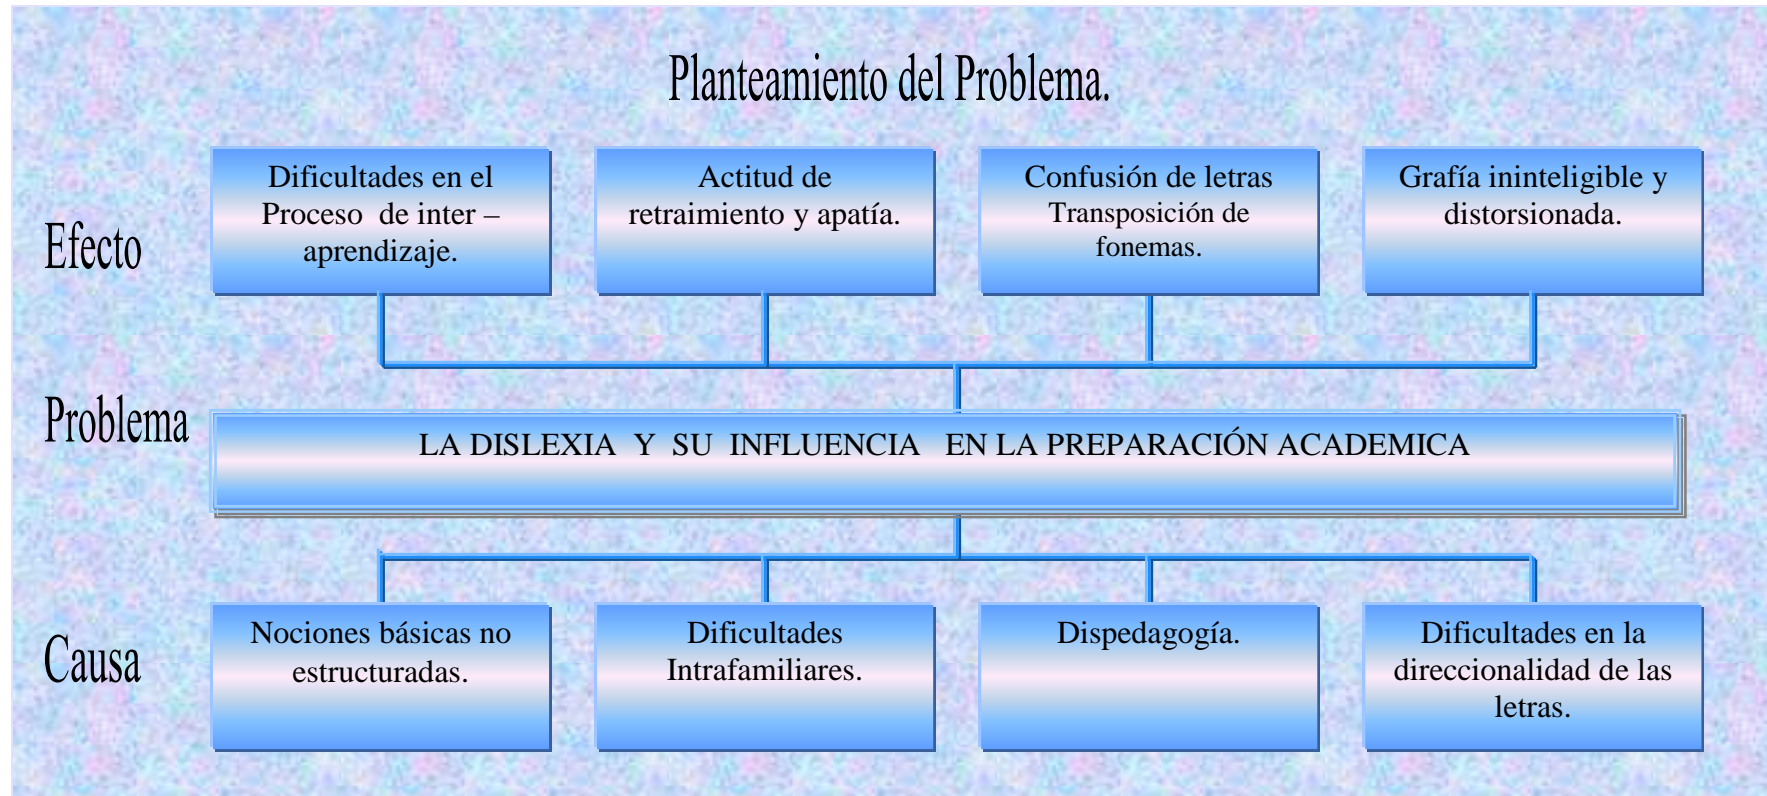 Planteamiento del Problema.
Efecto
Dificultades en el
Proceso de inter –
aprendizaje.
Actitud de
retraimiento y apatía.
Confusión de letras
Transposición de
fonemas.
Grafía ininteligible y
distorsionada.
Problema
LA DISLEXIA Y SU INFLUENCIA EN LA PREPARACIÓN ACADEMICA
Causa
Nociones básicas no
estructuradas.
Dificultades
Intrafamiliares.
Dispedagogía.
Dificultades en la
direccionalidad de las
letras.